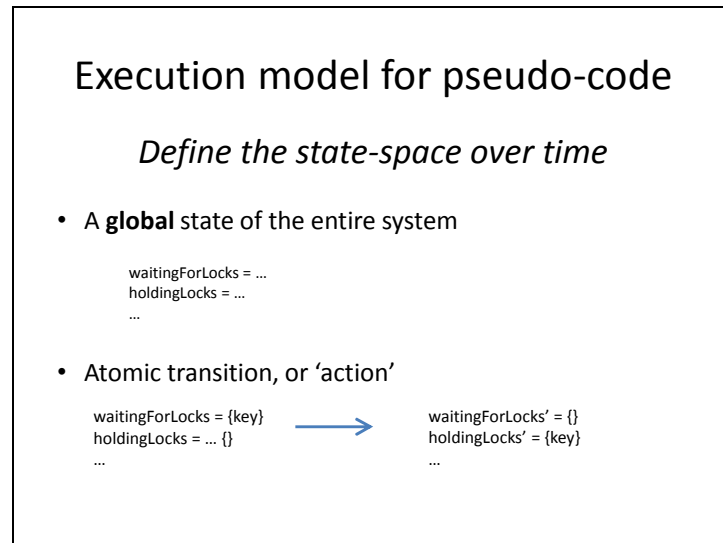 Execution model for pseudo-code
Define the state-space over time
• A global state of the entire system
waitingForLocks = …
holdingLocks = …
…
• Atomic transition, or ‘action’
waitingForLocks = {key}
holdingLocks = … {}
…
waitingForLocks’ = {}
holdingLocks’ = {key}
…